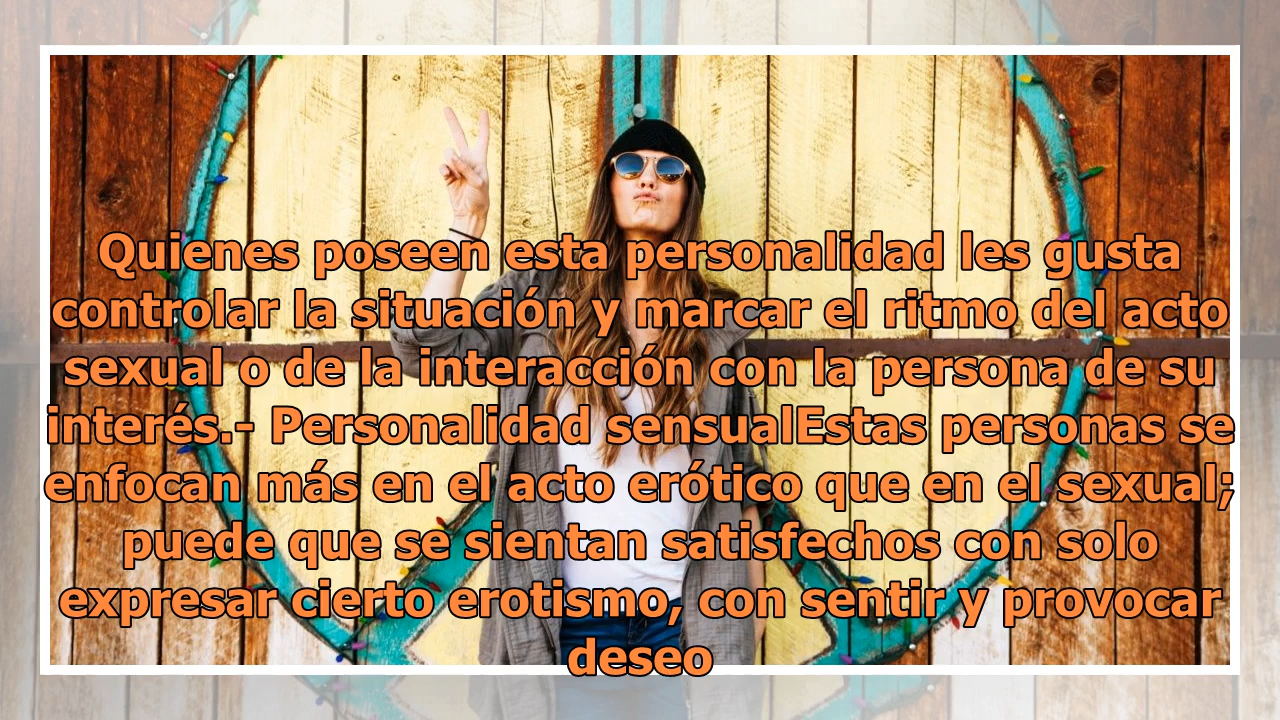 Quienes poseen esta personalidad les gusta
controlar la situación y marcar el ritmo del acto
sexual o de la interacción con la persona de su
interés.- Personalidad sensualEstas personas se
enfocan más en el acto erótico que en el sexual;
puede que se sientan satisfechos con solo
expresar cierto erotismo, con sentir y provocar
deseo